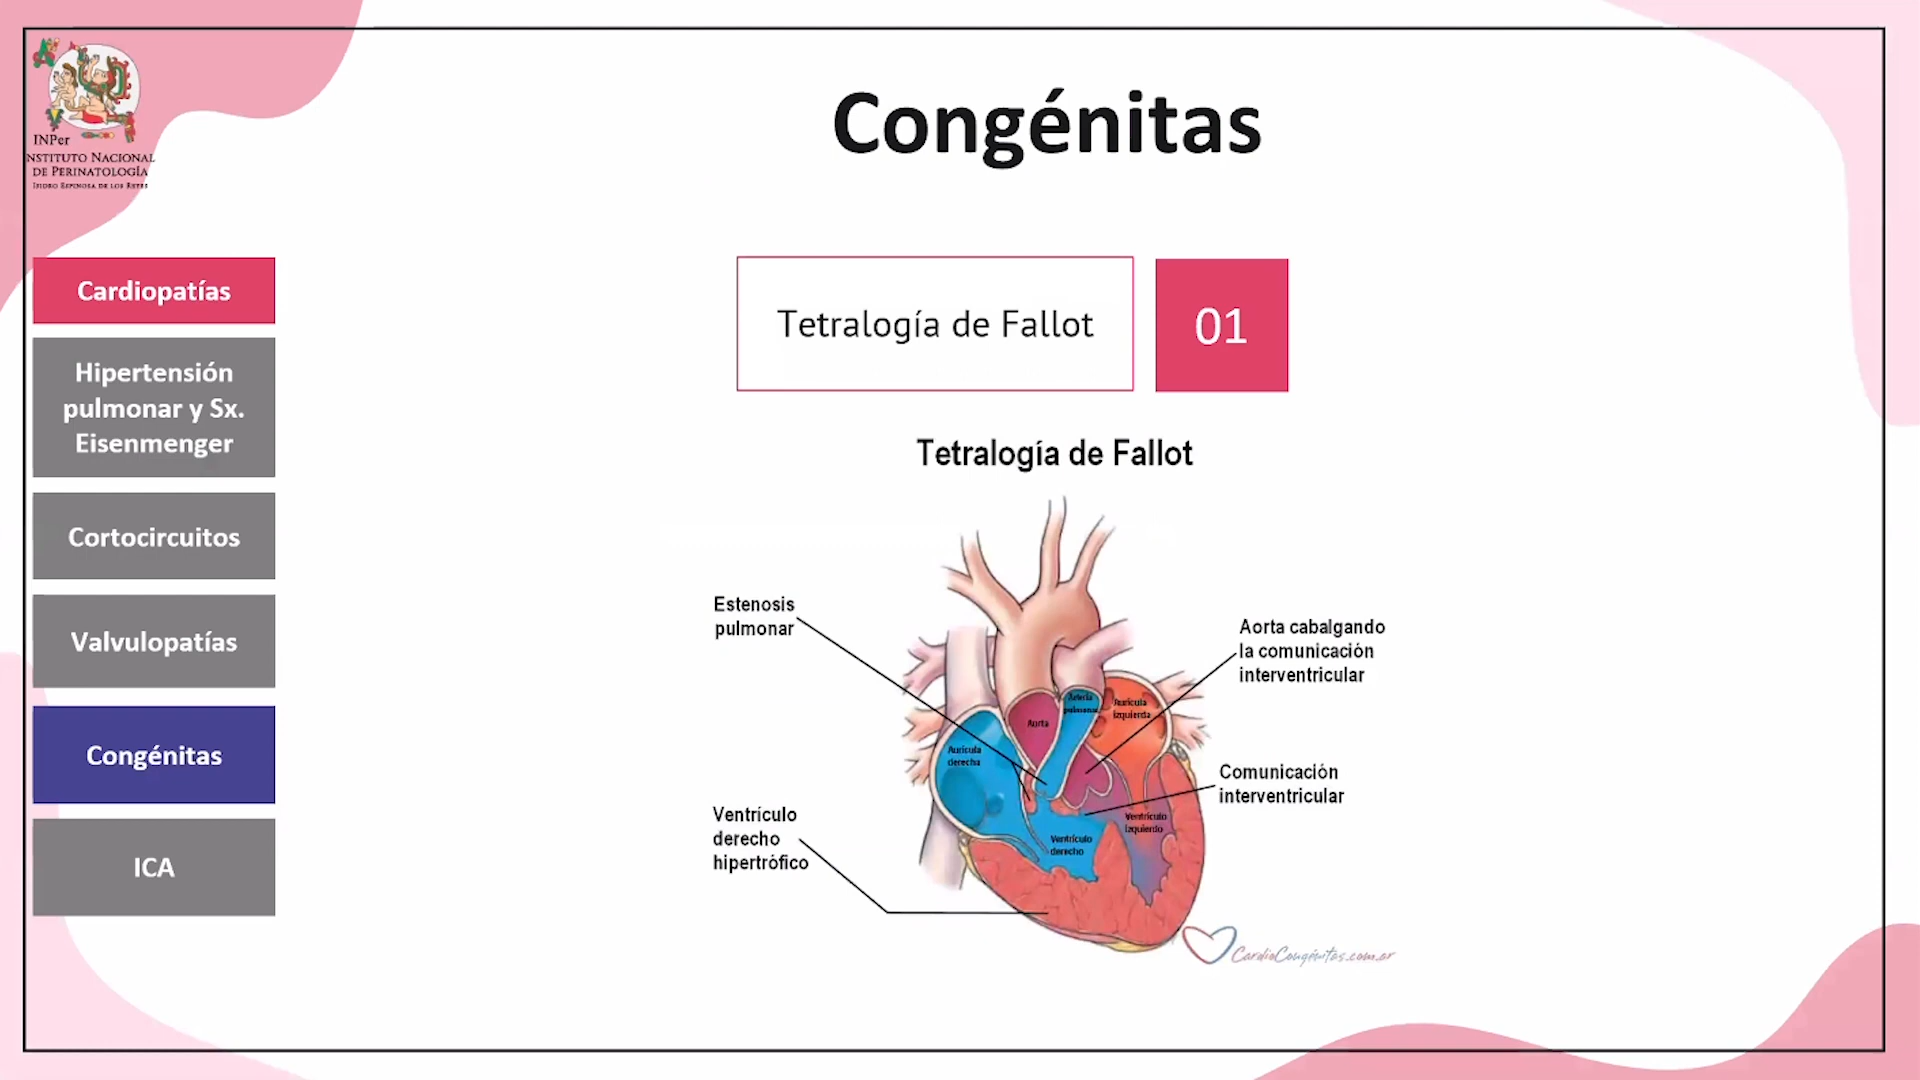 INPer
INSTITUTO NACIONAL
DE PERINATOLOGÍA
ISIDRO ESPINOSA DE LOS REYES
Congénitas
Cardiopatías
Hipertensión
pulmonar y Sx.
Eisenmenger
Cortocircuitos
Valvulopatías
Congénitas
ICA
Tetralogía de Fallot
01
Tetralogía de Fallot
Estenosis
pulmonar
Aorta cabalgando
la comunicación
interventricular
Arteria
pulmonar
Aurícula
izquierda
Aorta
Aurícula
derecha
Comunicación
interventricular
Ventrículo
izquierdo
Ventrículo
derecho
Ventrículo
derecho
hipertrófico
CardioCongénitas.com.ar